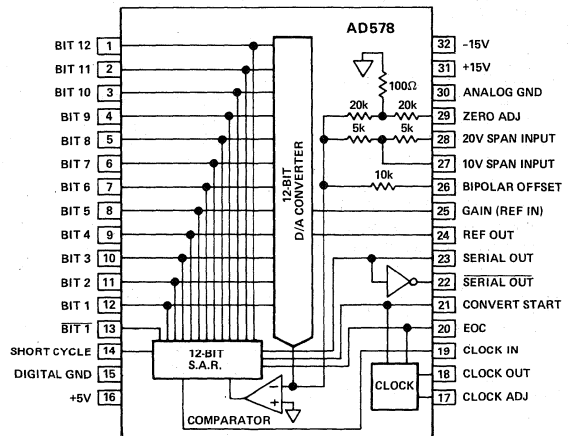 AD578
BIT 12 1
BIT 11 2
BIT 10 3
BIT 9 4
BIT 8 5
BIT 7 6
BIT 6 7
BIT 5 8
BIT 4 9
BIT 3 10
BIT 2 11
BIT 1 12
BIT 1 13
SHORT CYCLE 14
DIGITAL GND 15
+5V 16
12-BIT
D/A CONVERTER
12-BIT
S.A.R.
COMPARATOR
−
+
100Ω
20k 20k
5k 5k
10k
CLOCK
32 −15V
31 +15V
30 ANALOG GND
29 ZERO ADJ
28 20V SPAN INPUT
27 10V SPAN INPUT
26 BIPOLAR OFFSET
25 GAIN (REF IN)
24 REF OUT
23 SERIAL OUT
22 SERIAL OUT
21 CONVERT START
20 EOC
19 CLOCK IN
18 CLOCK OUT
17 CLOCK ADJ